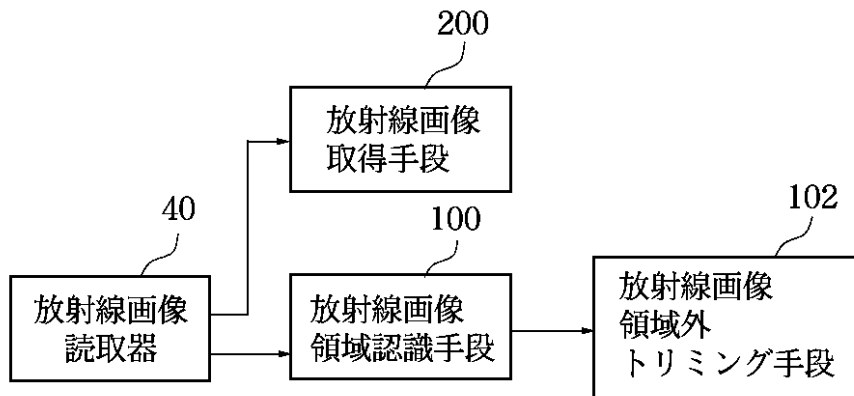 200
放射線画像
取得手段
40
放射線画像
読取器
100
放射線画像
領域認識手段
102
放射線画像
領域外
トリミング手段